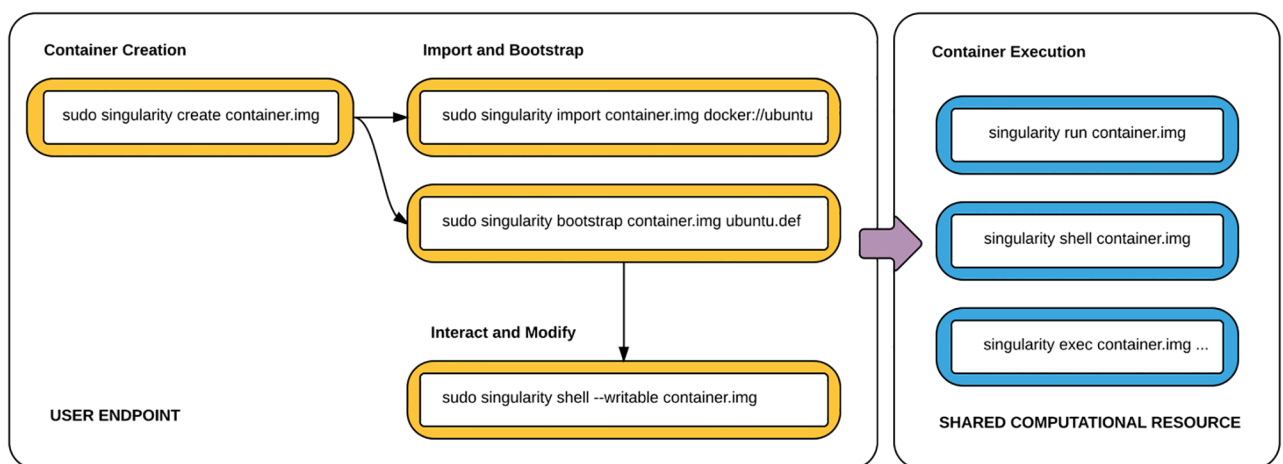 Container Creation
sudo singularity create container.img
Import and Bootstrap
sudo singularity import container.img docker://ubuntu
sudo singularity bootstrap container.img ubuntu.def
Interact and Modify
sudo singularity shell --writable container.img
USER ENDPOINT
Container Execution
singularity run container.img
singularity shell container.img
singularity exec container.img ...
SHARED COMPUTATIONAL RESOURCE